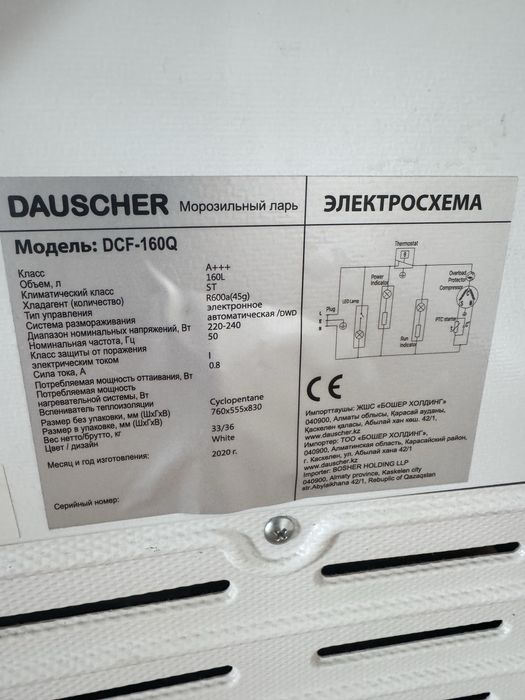 DAUSCHER Морозильный ларь
Модель: DCF-160Q
Класс A+++
Объем, л 160L
Климатический класс ST
Хладагент (количество) R600a(45g)
Тип управления электронное
Система размораживания автоматическая /DWD
Диапазон номинальных напряжений, Вт 220-240
Номинальная частота, Гц 50
Класс защиты от поражения
электрическим током I
Сила тока, А 0.8
Потребляемая мощность оттаивания, Вт
Потребляемая мощность
нагревательной системы, Вт
Вспениватель теплоизоляции Cyclopentane
Размер без упаковки, мм (ШхГхВ) 760x555x830
Размер в упаковке, мм (ШхГхВ)
Вес нетто/брутто, кг 33/36
Цвет / дизайн White
Месяц и год изготовления: 2020 г.
Серийный номер:
ЭЛЕКТРОСХЕМА
Thermostat
Power
Indicator
Overload
Protector
Compressor
LED Lamp
Plug
L
N
E
S R
PTC starter
Run
Indicator
CE
Импорттаушы: ЖШС «БОШЕР ХОЛДИНГ»
040900, Алматы облысы, Қарасай ауданы,
Қаскелен қаласы, Абылай хан көш. 42/1,
www.dauscher.kz
Импортер: ТОО «БОШЕР ХОЛДИНГ»,
040900, Алматинская область, Карасайский район,
г. Каскелен, ул. Абылай хана 42/1
www.dauscher.kz
Importer: BOSHER HOLDING LLP
040900, Almaty province, Kaskelen city
str.Abylaikhana 42/1, Rebuplic of Qazaqstan